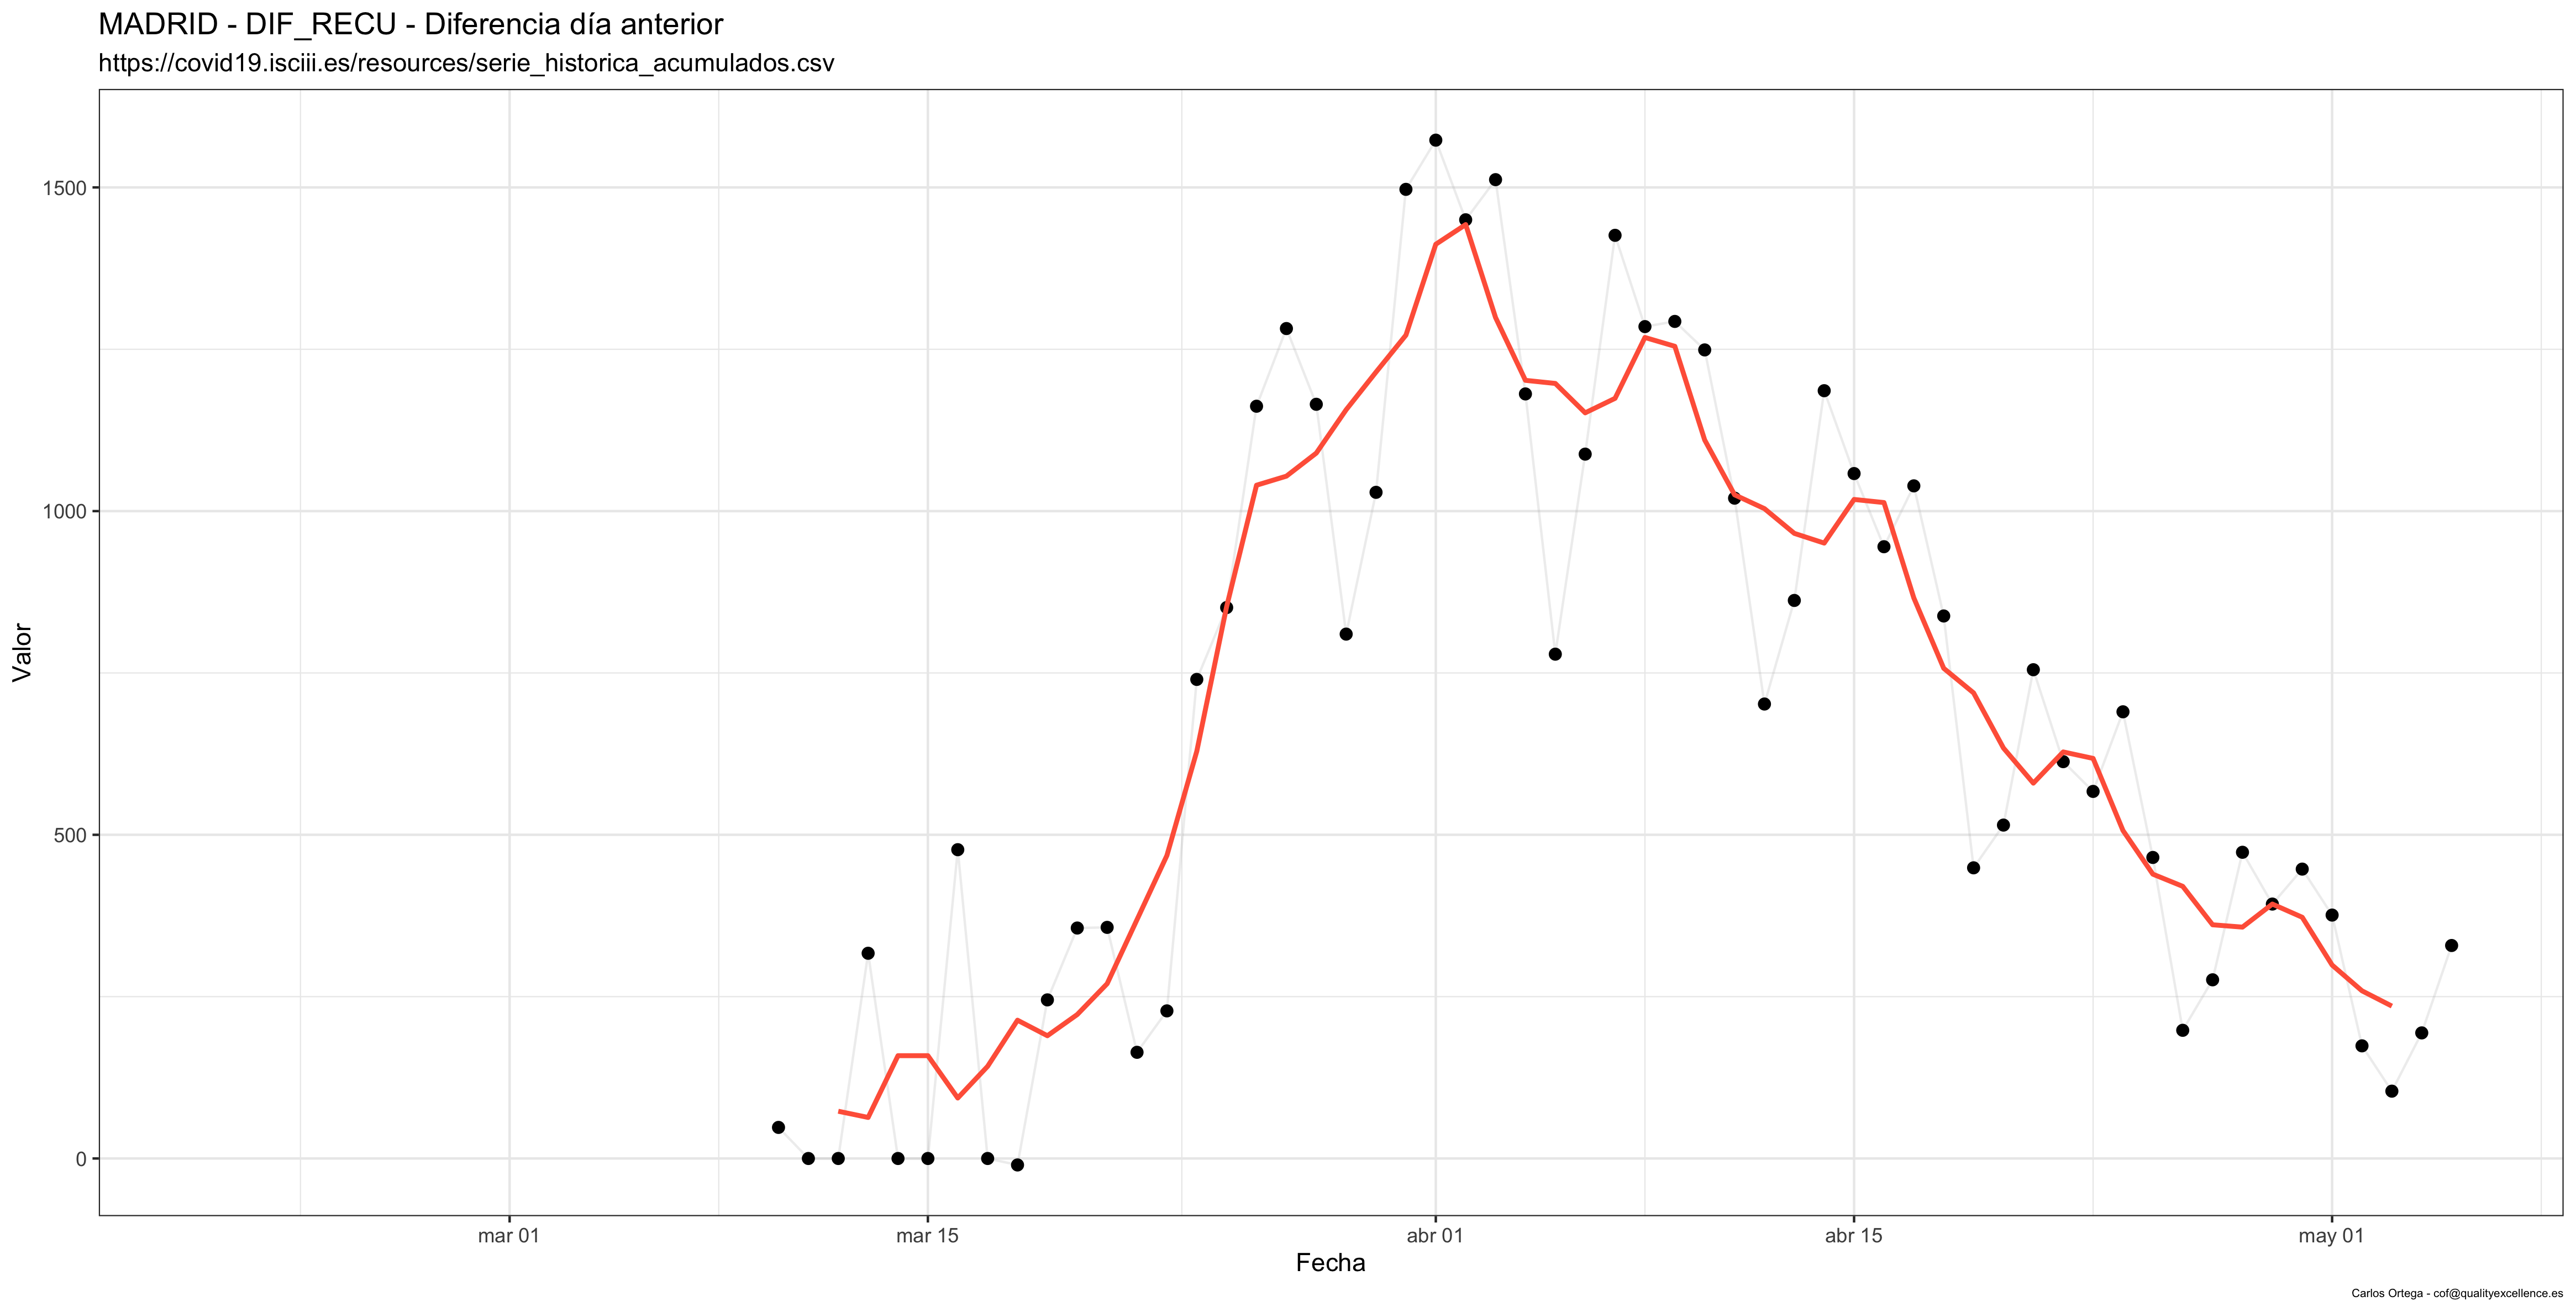 MADRID - DIF_RECU - Diferencia día anterior
https://covid19.isciii.es/resources/serie_historica_acumulados.csv
Valor
1500
1000
500
0
mar 01
mar 15
abr 01
abr 15
may 01
Fecha
Carlos Ortega - cof@qualityexcellence.es